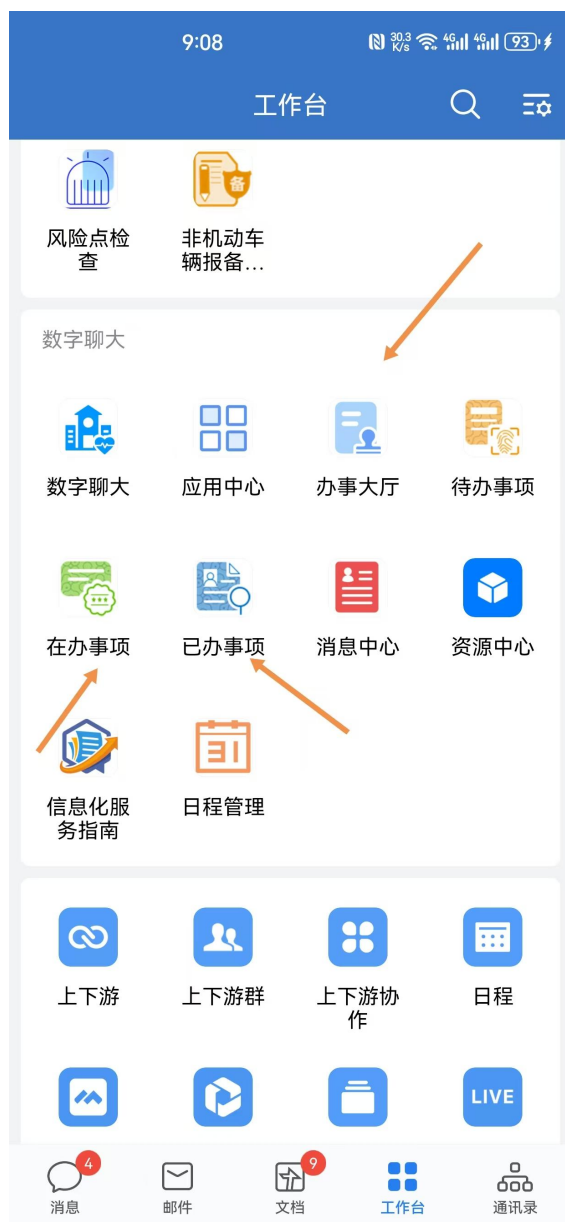 9:08
30.3
K/s
4G
4G
93
工作台
备
风险点检
查
非机动车
辆报备...
数字聊大
数字聊大
应用中心
办事大厅
待办事项
在办事项
已办事项
消息中心
资源中心
31
信息化服
务指南
日程管理
上下游
上下游群
上下游协
作
日程
LIVE
4
9
消息
邮件
文档
工作台
通讯录